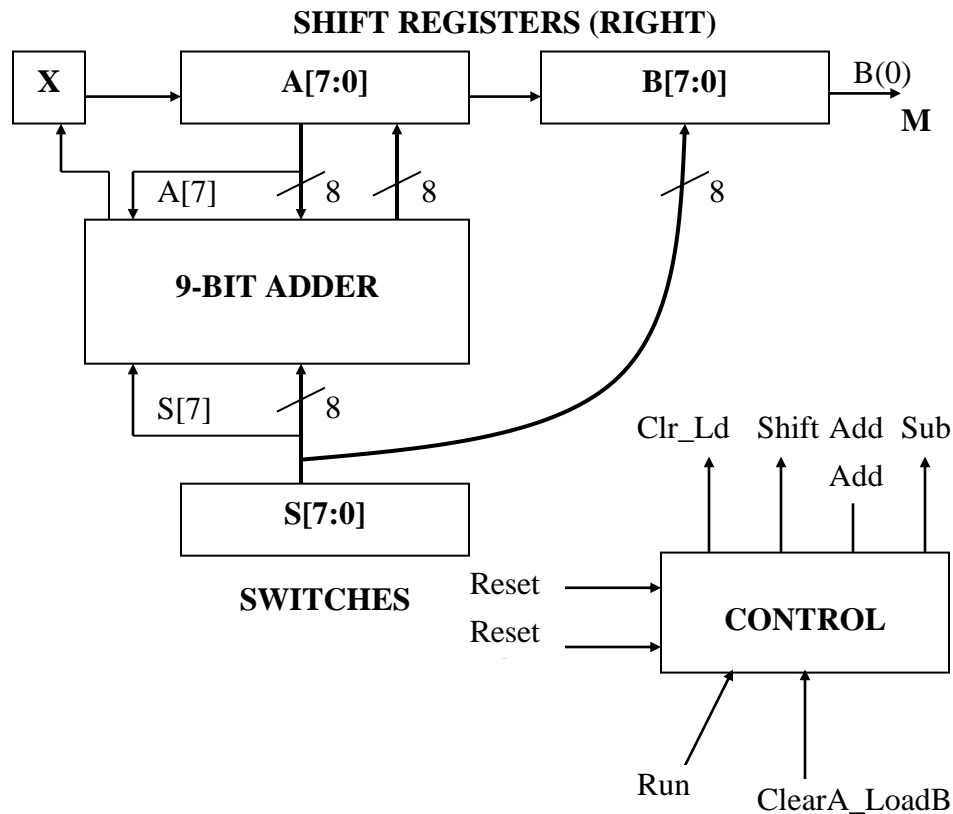 SHIFT REGISTERS (RIGHT)
X
A[7:0]
B[7:0]
B(0)
M
A[7]
8
8
8
9-BIT ADDER
S[7]
8
Clr_Ld
Shift
Add
Sub
Add
S[7:0]
SWITCHES
Reset
Reset
CONTROL
Run
ClearA_LoadB